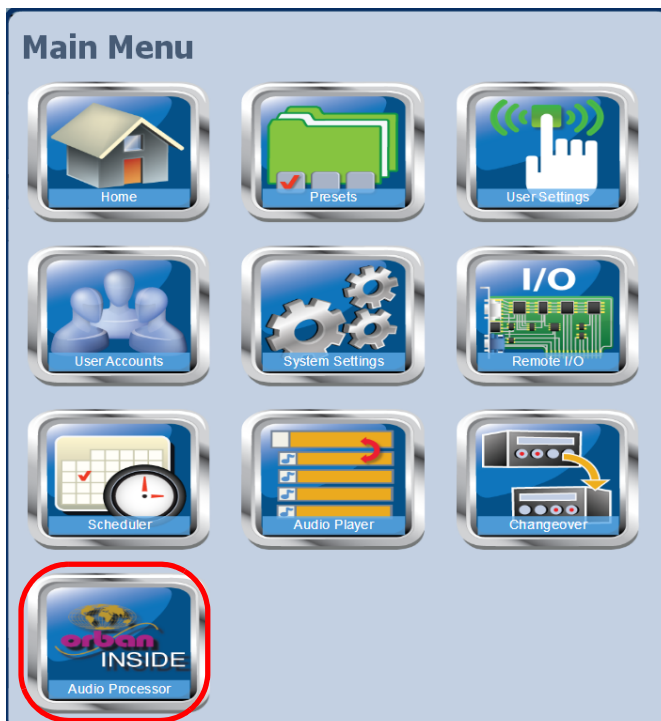 Main Menu
Home
Presets
User Settings
User Accounts
System Settings
I/O
Remote I/O
Scheduler
Audio Player
Changeover
orban
INSIDE
Audio Processor